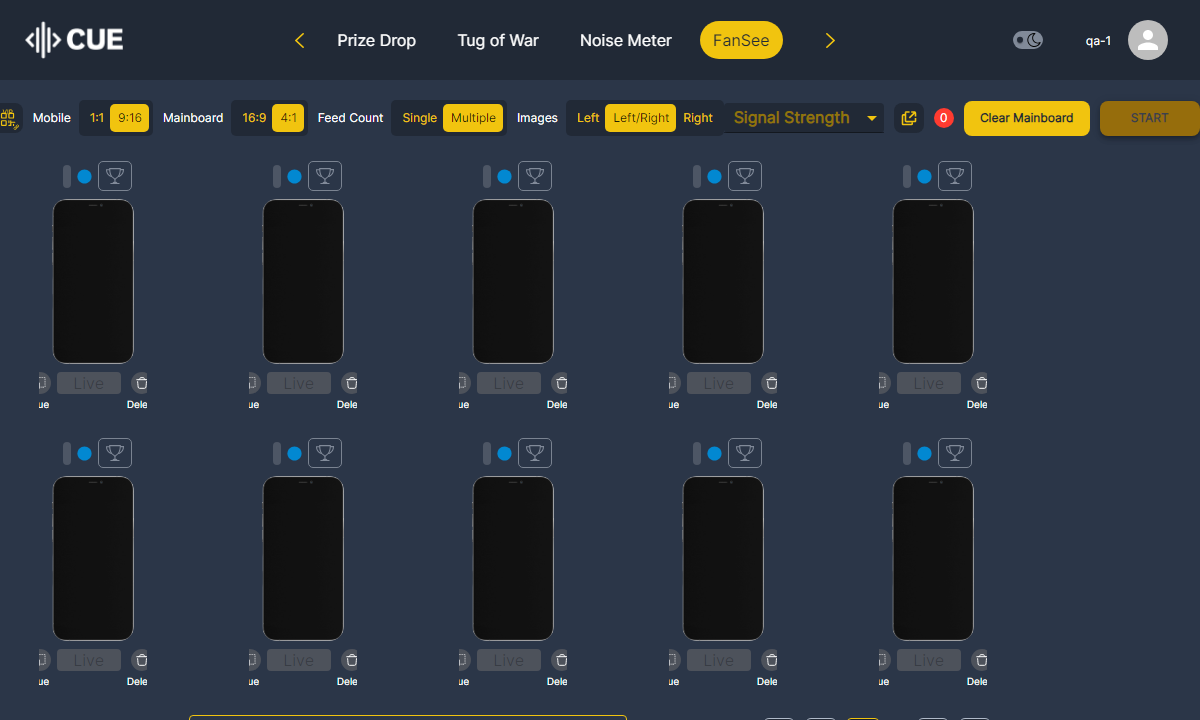 CUE
Prize Drop Tug of War Noise Meter FanSee
qa-1
Mobile 1:1 9:16 Mainboard 16:9 4:1 Feed Count Single Multiple Images Left Left/Right Right Signal Strength 0 Clear Mainboard START
Live Live Live Live Live
ue Dele ue Dele ue Dele ue Dele ue Dele
Live Live Live Live Live
ue Dele ue Dele ue Dele ue Dele ue Dele